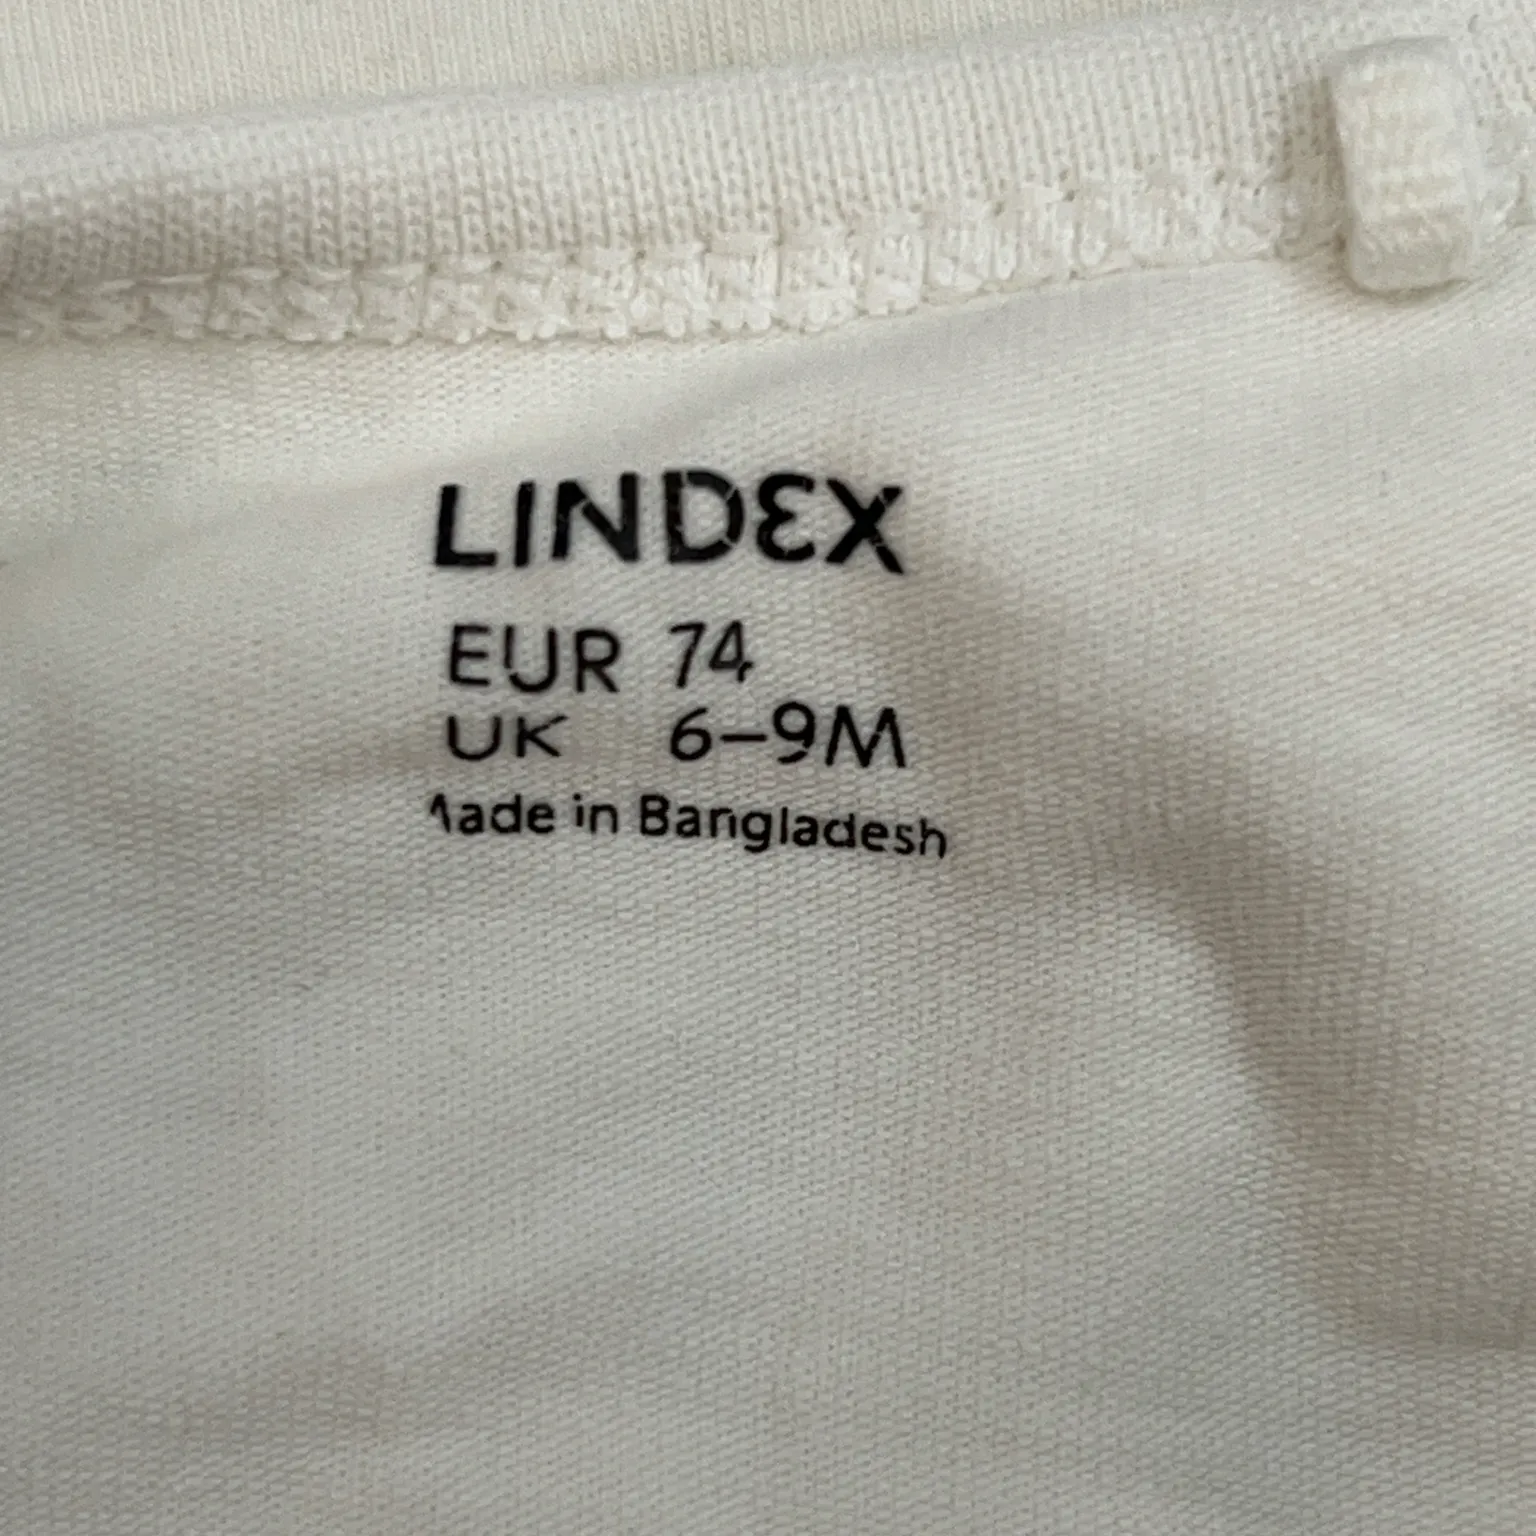 LINDEX
EUR 74
UK 6-9M
Made in Bangladesh